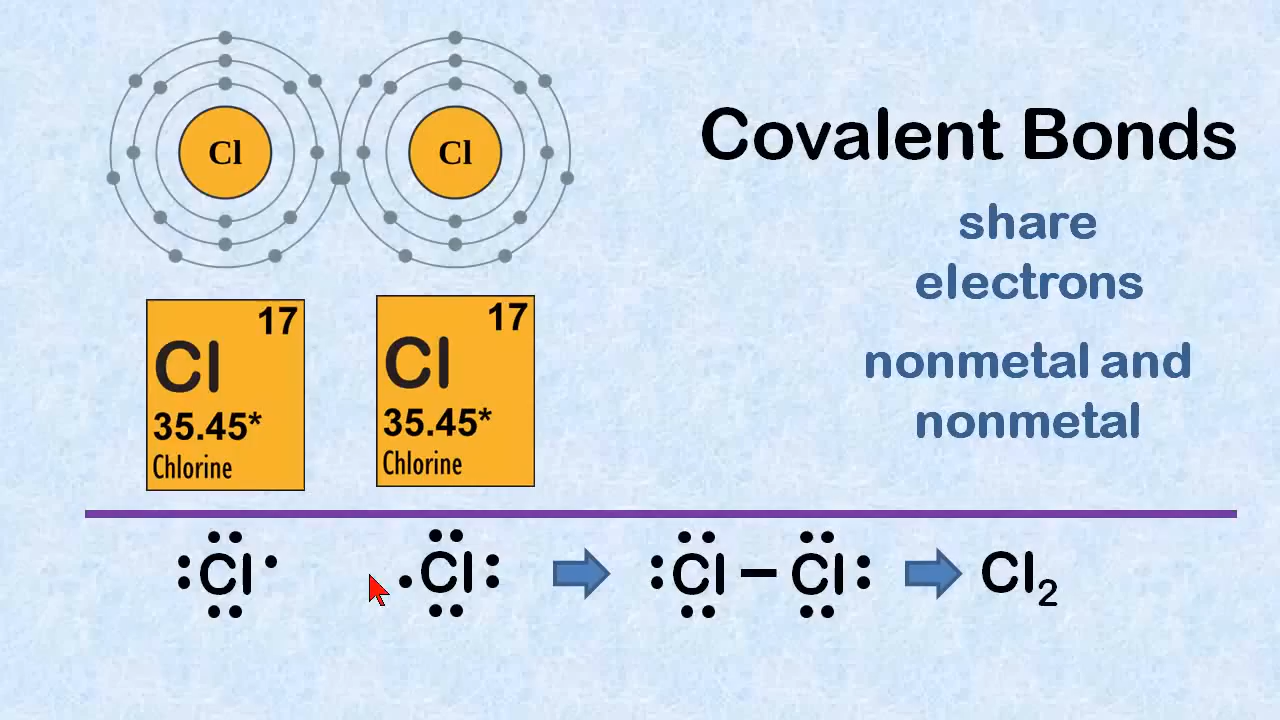 Cl Cl
Covalent Bonds
share
electrons
nonmetal and
nonmetal
17
Cl
35.45*
Chlorine
17
Cl
35.45*
Chlorine
Cl Cl Cl – Cl Cl₂